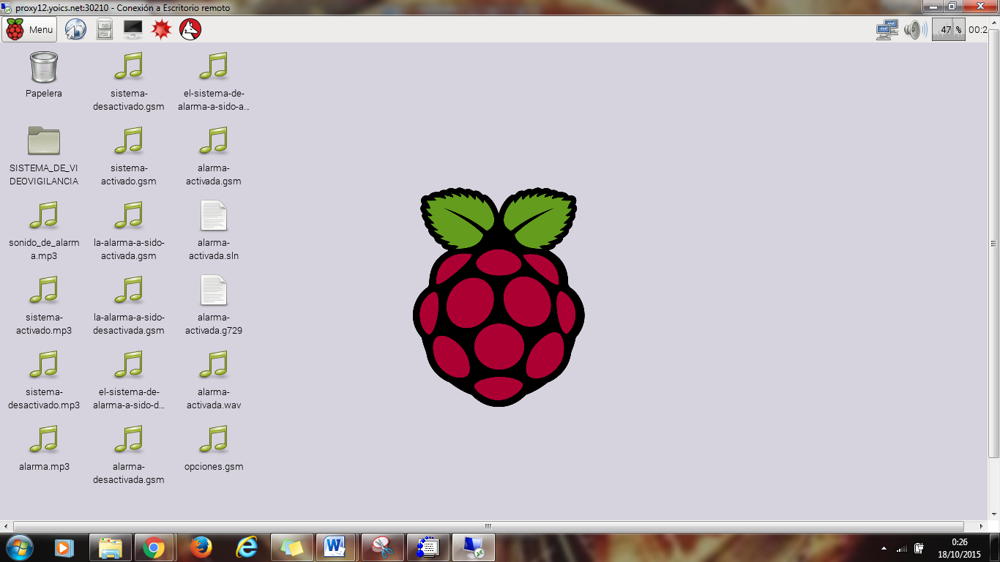 proxy12.yoics.net:30210 - Conexión a Escritorio remoto
Menu
47 %
00:2
Papelera
sistema-
desactivado.gsm
el-sistema-de-
alarma-a-sido-a...
SISTEMA_DE_VI
DEOVIGILANCIA
sistema-
activado.gsm
alarma-
activada.gsm
sonido_de_alarm
a.mp3
la-alarma-a-sido-
activada.gsm
alarma-
activada.sln
sistema-
activado.mp3
la-alarma-a-sido-
desactivada.gsm
alarma-
activada.g729
sistema-
desactivado.mp3
el-sistema-de-
alarma-a-sido-d...
alarma-
activada.wav
alarma.mp3
alarma-
desactivada.gsm
opciones.gsm
0:26
18/10/2015